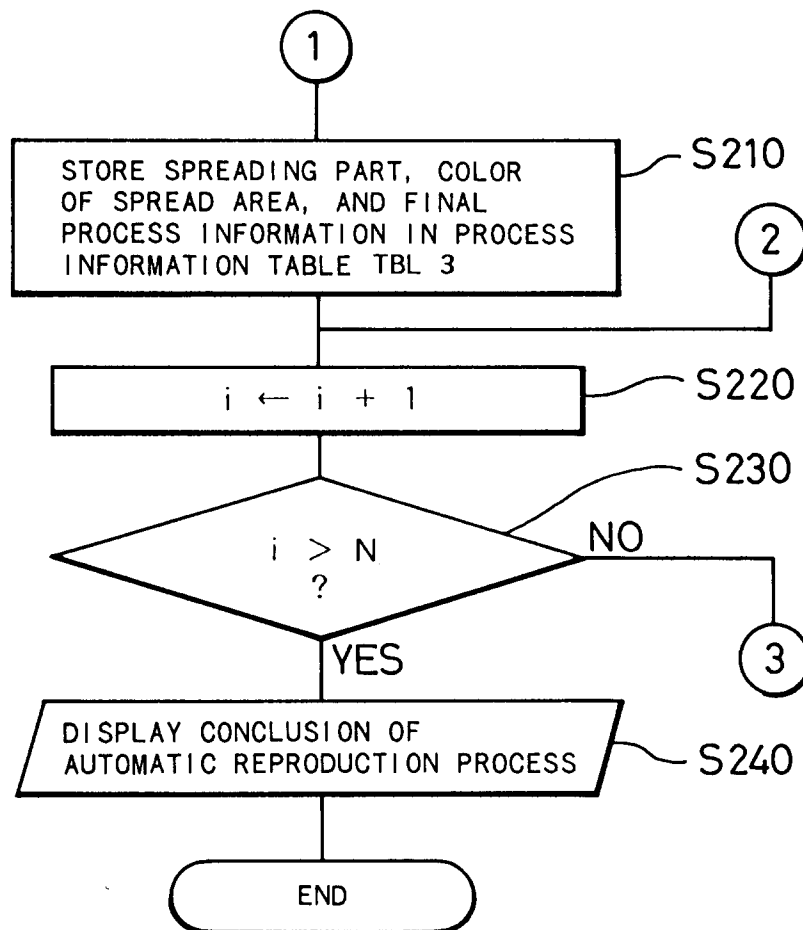 1
STORE SPREADING PART, COLOR
OF SPREAD AREA, AND FINAL
PROCESS INFORMATION IN PROCESS
INFORMATION TABLE TBL 3
S210
2
i ← i + 1
S220
S230
i > N
?
NO
YES
3
DISPLAY CONCLUSION OF
AUTOMATIC REPRODUCTION PROCESS
S240
END